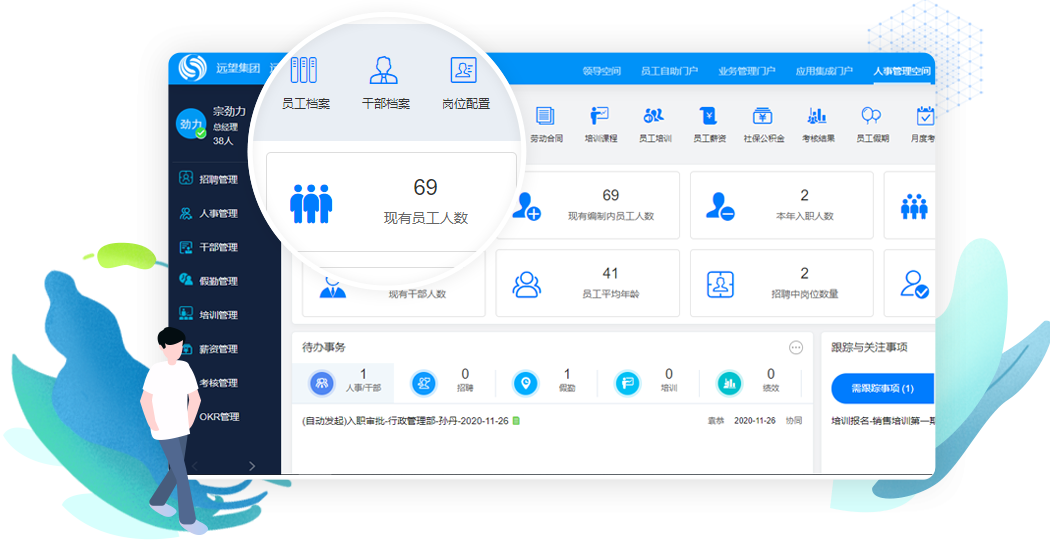 远望集团
领导空间 员工自助门户 业务管理门户 应用集成门户 人事管理空间
员工档案 干部档案 岗位配置
劳动合同 培训课程 员工培训 员工薪资 社保公积金 考核结果 员工假期 月度考
劲力
宗劲力
总经理
38人
招聘管理
人事管理
干部管理
假勤管理
培训管理
薪资管理
考核管理
OKR管理
69
现有员工人数
69
现有编制内员工人数
2
本年入职人数
现有干部人数
41
员工平均年龄
2
招聘中岗位数量
待办事务
1
人事/干部
0
招聘
1
假勤
0
培训
0
绩效
(自动发起)入职审批-行政管理部-孙丹-2020-11-26 袁恭 2020-11-26 协同
跟踪与关注事项
需跟踪事项 (1)
培训报名-销售培训第一期